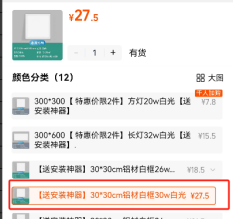 ¥27.5
- 1 + 有货
颜色分类（12）
大图
千人加购
300*300【 特惠价限2件】方灯20w白光【送安装神器】
¥7.8
300*600【 特惠价限2件】长灯32w白光【送安装神器】.
¥15.5
【送安装神器】30*30cm铝材白框26w...
¥18.5
【送安装神器】30*30cm铝材白框30w白光
¥27.5